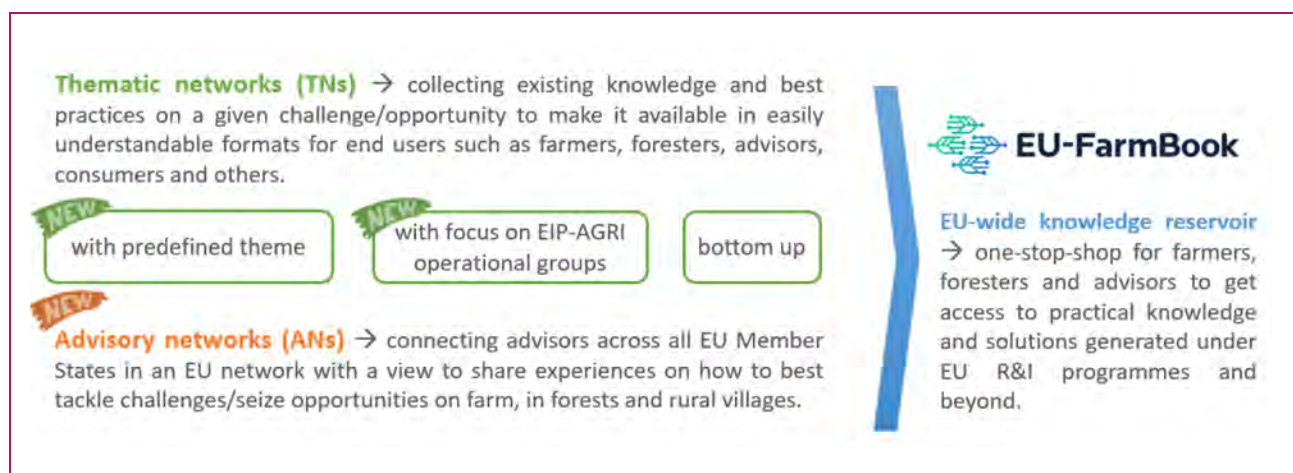 Thematic networks (TNs) → collecting existing knowledge and best
practices on a given challenge/opportunity to make it available in easily
understandable formats for end users such as farmers, foresters, advisors,
consumers and others.
NEW
with predefined theme
NEW
with focus on EIP-AGRI
operational groups
bottom up
NEW
Advisory networks (ANs) → connecting advisors across all EU Member
States in an EU network with a view to share experiences on how to best
tackle challenges/seize opportunities on farm, in forests and rural villages.
EU-FarmBook
EU-wide knowledge reservoir
→ one-stop-shop for farmers,
foresters and advisors to get
access to practical knowledge
and solutions generated under
EU R&I programmes and
beyond.